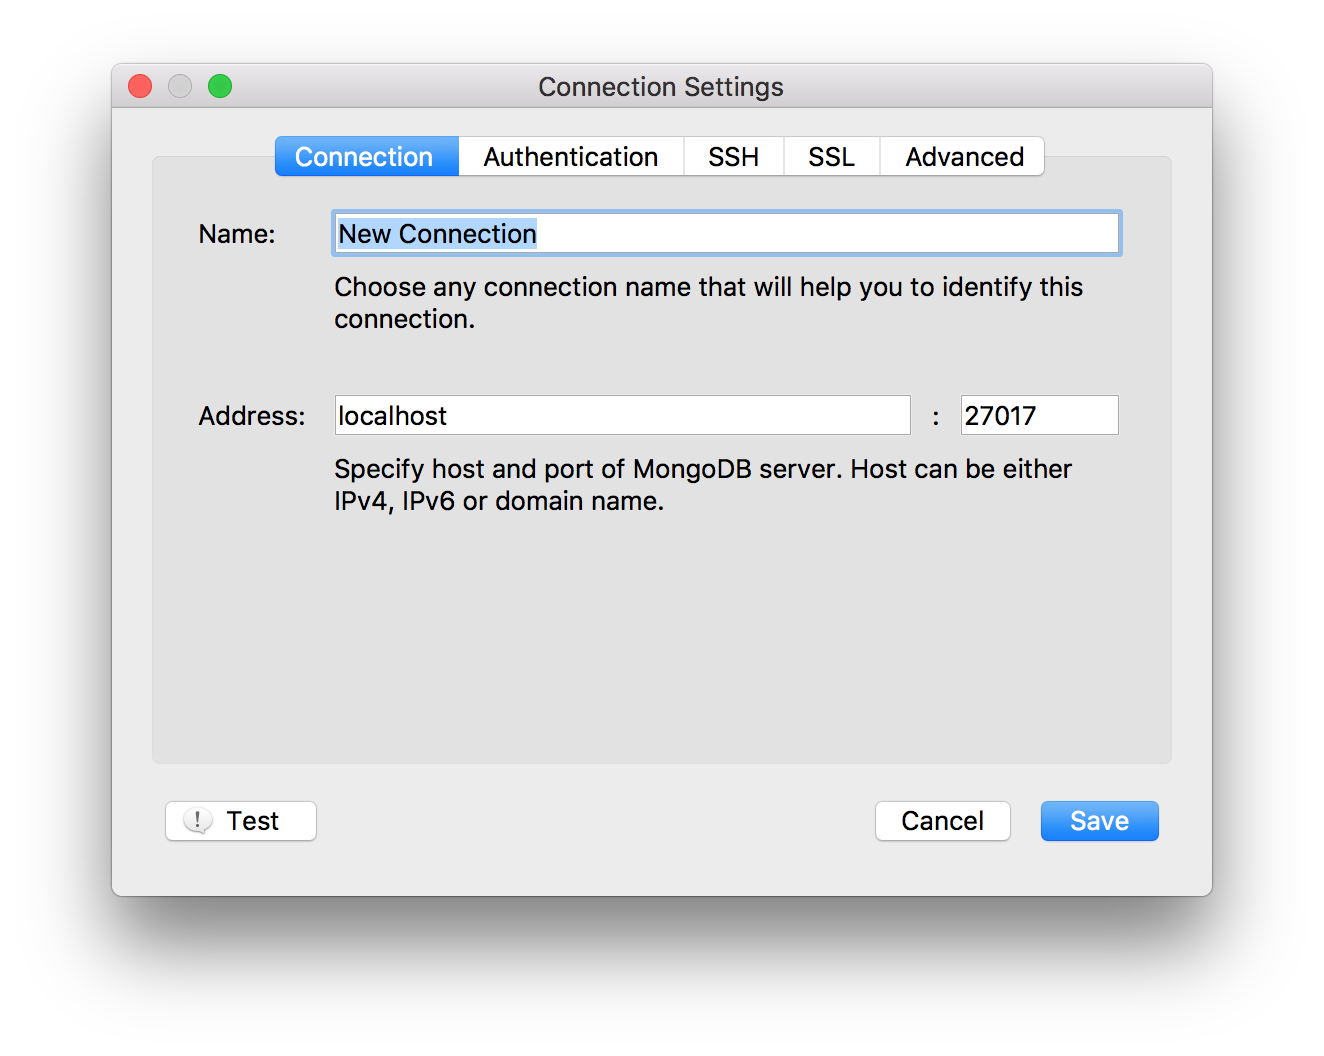 Connection Settings
Connection Authentication SSH SSL Advanced
Name: New Connection
Choose any connection name that will help you to identify this
connection.
Address: localhost : 27017
Specify host and port of MongoDB server. Host can be either
IPv4, IPv6 or domain name.
! Test Cancel Save